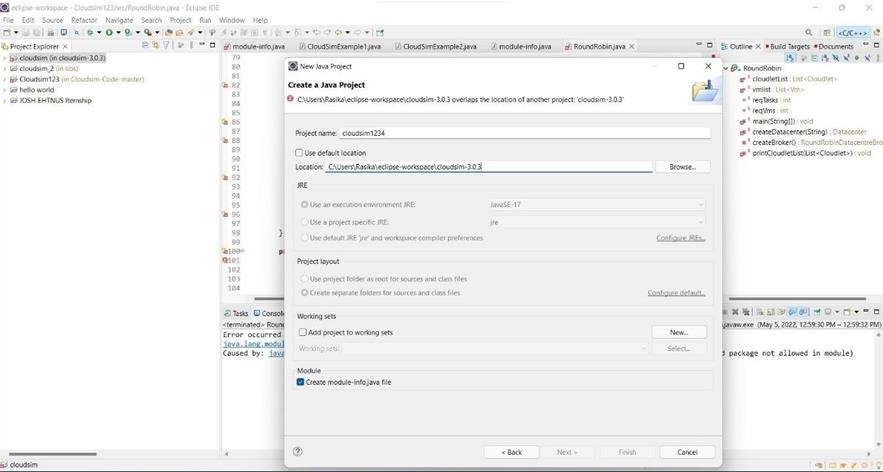 eclipse-workspace - Cloudsim123/src/RoundRobin.java - Eclipse IDE
File Edit Source Refactor Navigate Search Project Run Window Help
<C/C++>
Project Explorer
module-info.java CloudSimExample1.java CloudSimExample2.java module-info.java RoundRobin.java
Outline Build Targets Documents
cloudsim (in cloudsim-3.0.3)
cloudsim_2 (in libs)
Cloudsim123 (in Cloudsim-Code-master)
hello world
JOSH EHTNUS Iternship
79
80
81
82
83
84
85
86
87
88
89
90
91
92
93
94
95
96
97
98
99
100
101
102
103
104
}
New Java Project
Create a Java Project
C:\Users\Rasika\eclipse-workspace\cloudsim-3.0.3 overlaps the location of another project: 'cloudsim-3.0.3'
Project name: cloudsim1234
Use default location
Location: C:\Users\Rasika\eclipse-workspace\cloudsim-3.0.3 Browse...
JRE
Use an execution environment JRE: JavaSE-17
Use a project specific JRE: jre
Use default JRE 'jre' and workspace compiler preferences Configure JREs...
Project layout
Use project folder as root for sources and class files
Create separate folders for sources and class files Configure default...
Working sets
Add project to working sets New...
Working sets: Select...
Module
Create module-info.java file
< Back Next > Finish Cancel
RoundRobin
cloudletList : List<Cloudlet>
vmlist : List<Vm>
reqTasks : int
reqVms : int
main(String[]) : void
createDatacenter(String) : Datacenter
createBroker() : RoundRobinDatacentreBro
printCloudletList(List<Cloudlet>) : void
Tasks Console
<terminated> Roun
javaw.exe (May 5, 2022, 12:59:30 PM – 12:59:32 PM)
Error occurred
java.lang.modul
Caused by: java
d package not allowed in module)
cloudsim